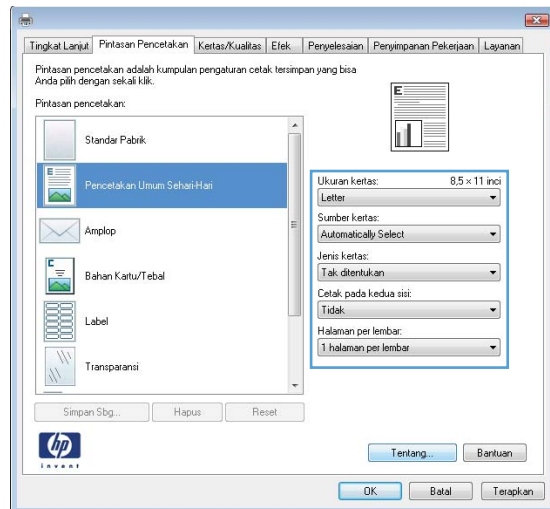 Tingkat Lanjut Pintasan Pencetakan Kertas/Kualitas Efek Penyelesaian Penyimpanan Pekerjaan Layanan
Pintasan pencetakan adalah kumpulan pengaturan cetak tersimpan yang bisa
Anda pilih dengan sekali klik.
Pintasan pencetakan:
Standar Pabrik
E
Pencetakan Umum Sehari-Hari
Amplop
C
Bahan Kartu/Tebal
Label
Transparansi
E
Ukuran kertas: 8,5 × 11 inci
Letter
Sumber kertas:
Automatically Select
Jenis kertas:
Tak ditentukan
Cetak pada kedua sisi:
Tidak
Halaman per lembar:
1 halaman per lembar
Simpan Sbg... Hapus Reset
hp
invent
Tentang... Bantuan
OK Batal Terapkan